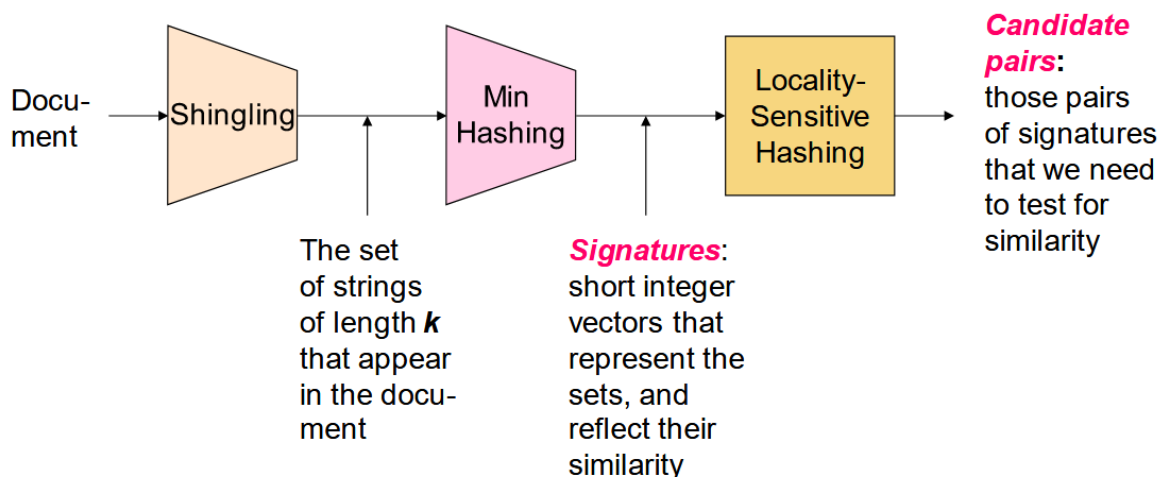 Docu-
ment
Shingling
The set
of strings
of length k
that appear
in the docu-
ment
Min
Hashing
Signatures:
short integer
vectors that
represent the
sets, and
reflect their
similarity
Locality-
Sensitive
Hashing
Candidate
pairs:
those pairs
of signatures
that we need
to test for
similarity